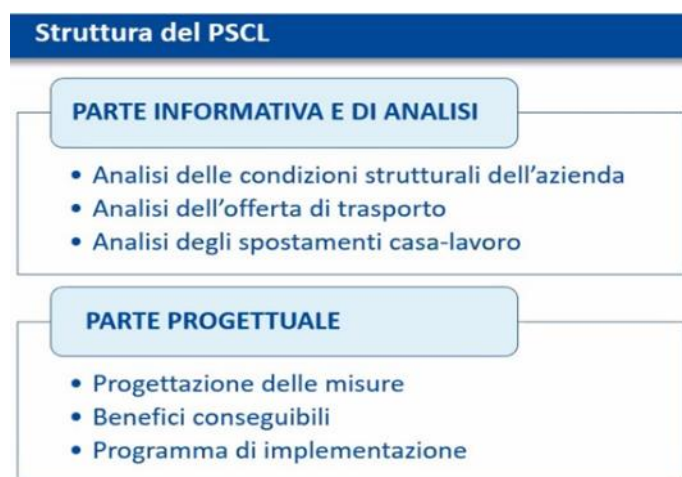 Struttura del PSCL
PARTE INFORMATIVA E DI ANALISI
• Analisi delle condizioni strutturali dell’azienda
• Analisi dell’offerta di trasporto
• Analisi degli spostamenti casa-lavoro
PARTE PROGETTUALE
• Progettazione delle misure
• Benefici conseguibili
• Programma di implementazione